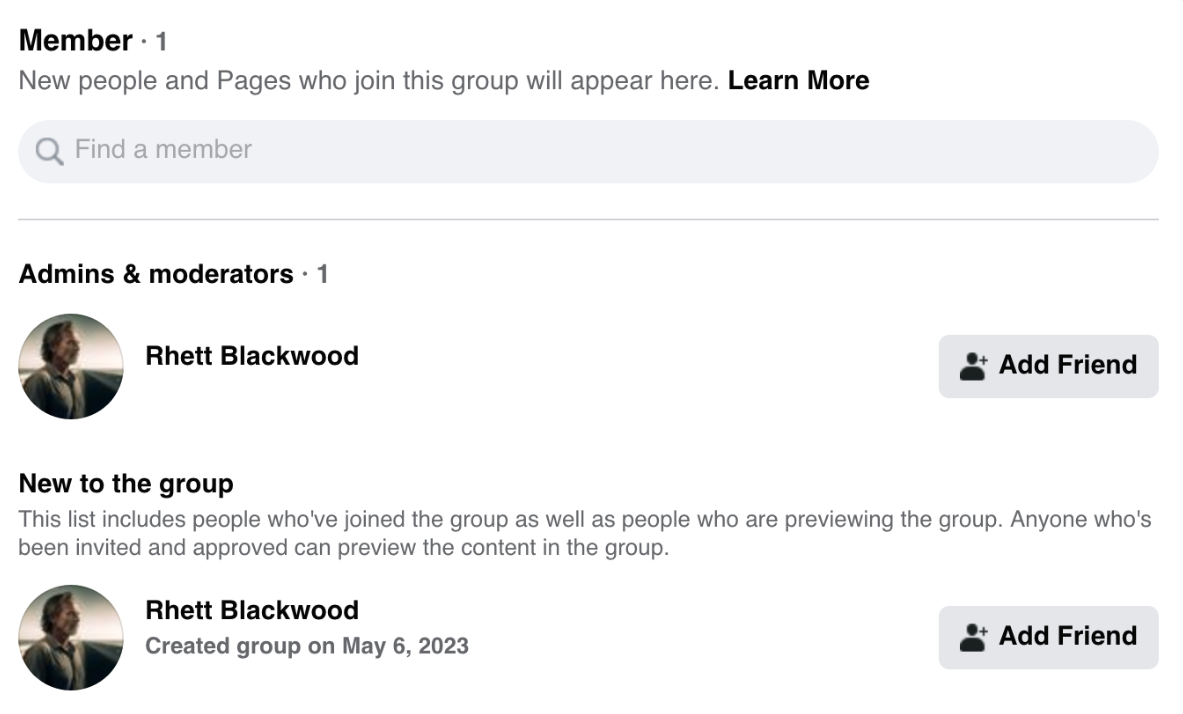 Member · 1
New people and Pages who join this group will appear here. Learn More
Find a member
Admins & moderators · 1
Rhett Blackwood
Add Friend
New to the group
This list includes people who've joined the group as well as people who are previewing the group. Anyone who's
been invited and approved can preview the content in the group.
Rhett Blackwood
Created group on May 6, 2023
Add Friend